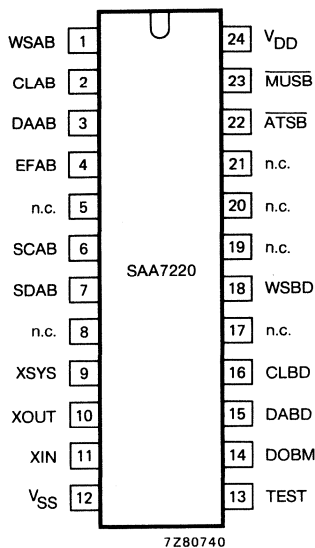 WSAB 1 24 VDD
CLAB 2 23 MUSB
DAAB 3 22 ATSB
EFAB 4 21 n.c.
n.c. 5 20 n.c.
SCAB 6 19 n.c.
SAA7220
SDAB 7 18 WSBD
n.c. 8 17 n.c.
XSYS 9 16 CLBD
XOUT 10 15 DABD
XIN 11 14 DOBM
VSS 12 13 TEST
7Z80740